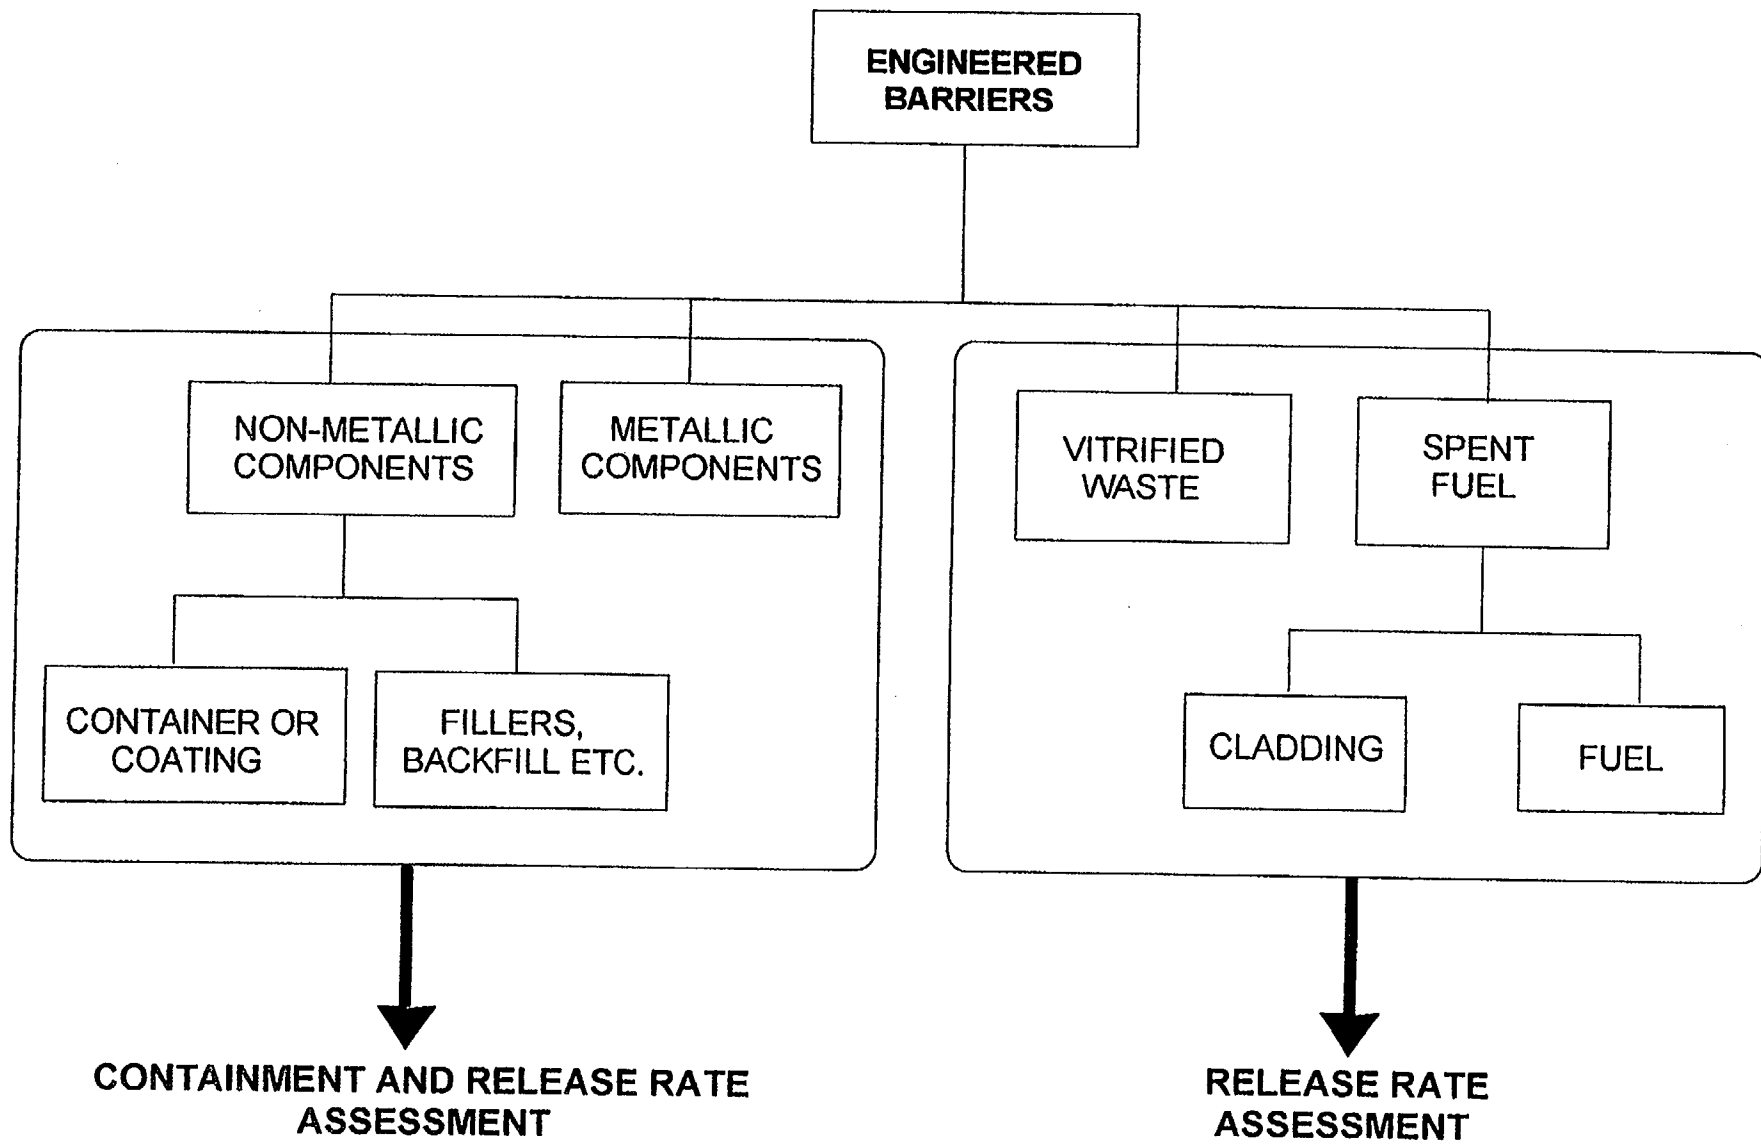 ENGINEERED
BARRIERS
NON-METALLIC
COMPONENTS
METALLIC
COMPONENTS
VITRIFIED
WASTE
SPENT
FUEL
CONTAINER OR
COATING
FILLERS,
BACKFILL ETC.
CLADDING
FUEL
CONTAINMENT AND RELEASE RATE
ASSESSMENT
RELEASE RATE
ASSESSMENT